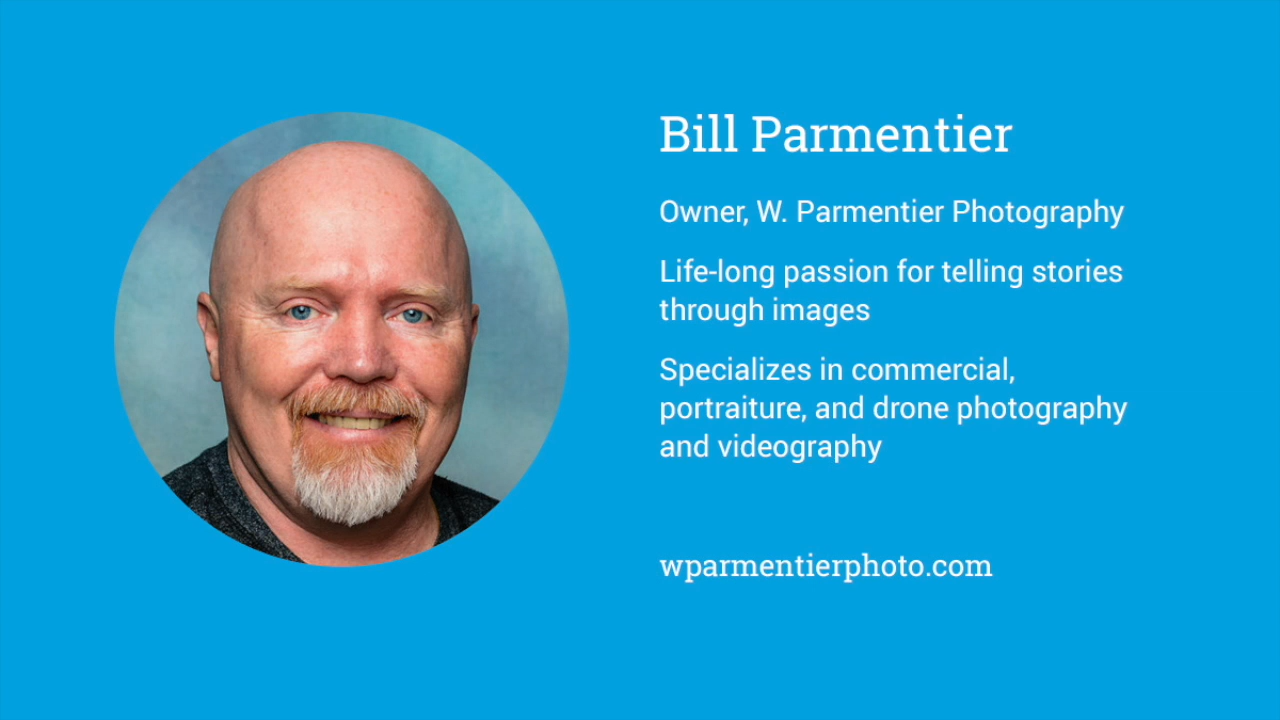 Bill Parmentier
Owner, W. Parmentier Photography
Life-long passion for telling stories
through images
Specializes in commercial,
portraiture, and drone photography
and videography
wparmentierphoto.com